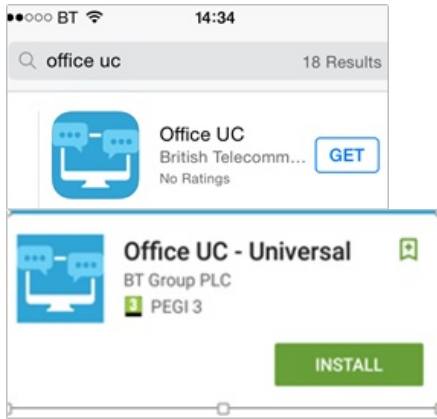 BT 14:34
office uc 18 Results
Office UC
British Telecomm...
GET
No Ratings
Office UC - Universal
BT Group PLC
3 PEGI 3
INSTALL